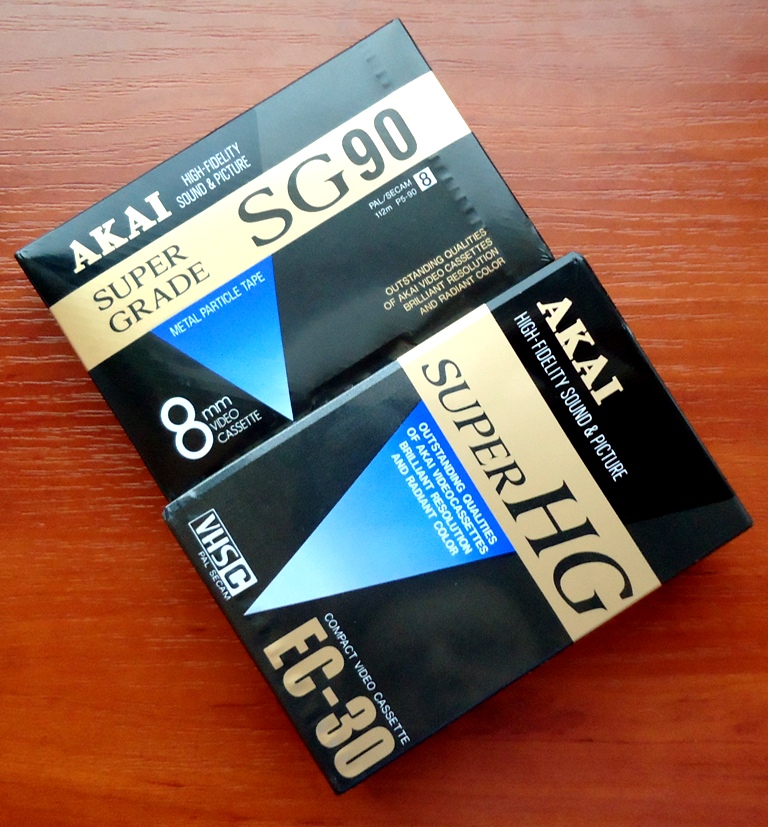 AKAI
HIGH-FIDELITY
SOUND & PICTURE
SUPER
GRADE
SG90
PAL/SECAM
112m P5-90
8
METAL PARTICLE TAPE
OUTSTANDING QUALITIES
OF AKAI VIDEO CASSETTES
BRILLIANT RESOLUTION
AND RADIANT COLOR
8mm
VIDEO
CASSETTE
AKAI
HIGH-FIDELITY SOUND & PICTURE
SUPER HG
OUTSTANDING QUALITIES
OF AKAI VIDEOCASSETTES
BRILLIANT RESOLUTION
AND RADIANT COLOR
VHSC
PAL SECAM
COMPACT VIDEO CASSETTE
EC-30